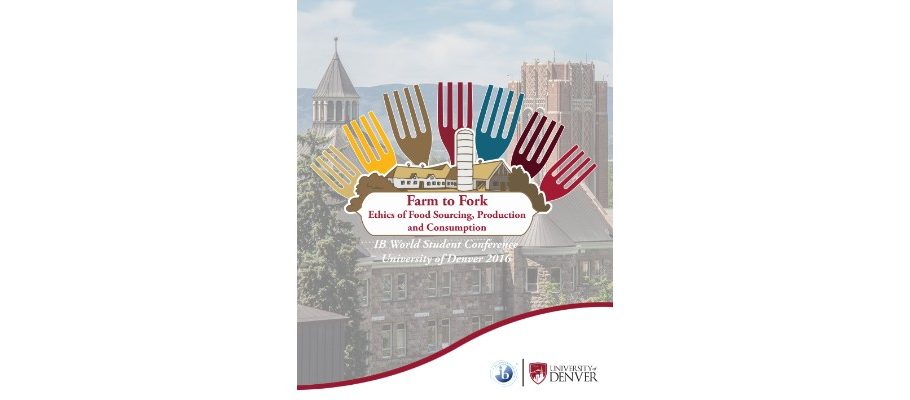 Farm to Fork
Ethics of Food Sourcing, Production
and Consumption
IB World Student Conference
University of Denver 2016
UNIVERSITY of
DENVER